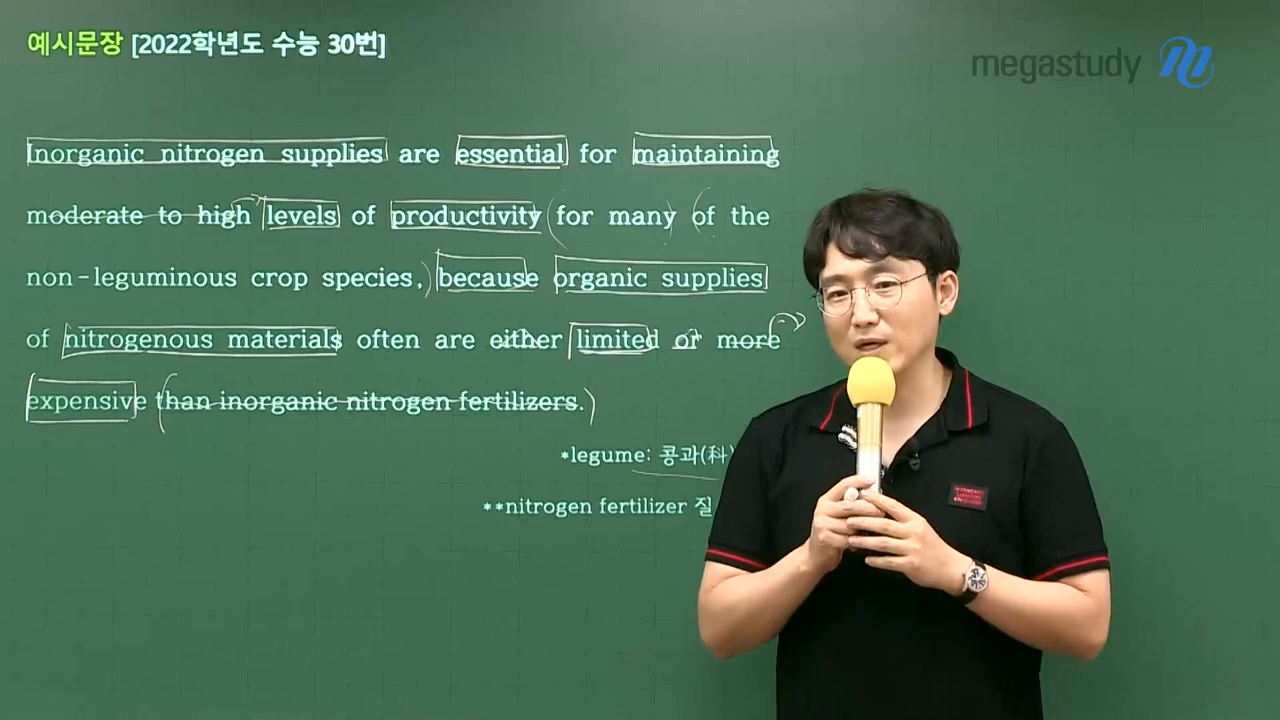 예시문장 [2022학년도 수능 30번]
megastudy
Inorganic nitrogen supplies are essential for maintaining
moderate to high levels of productivity for many of the
non-leguminous crop species, because organic supplies
of nitrogenous materials often are either limited or more
expensive than inorganic nitrogen fertilizers.
*legume: 콩과(科)
**nitrogen fertilizer 질